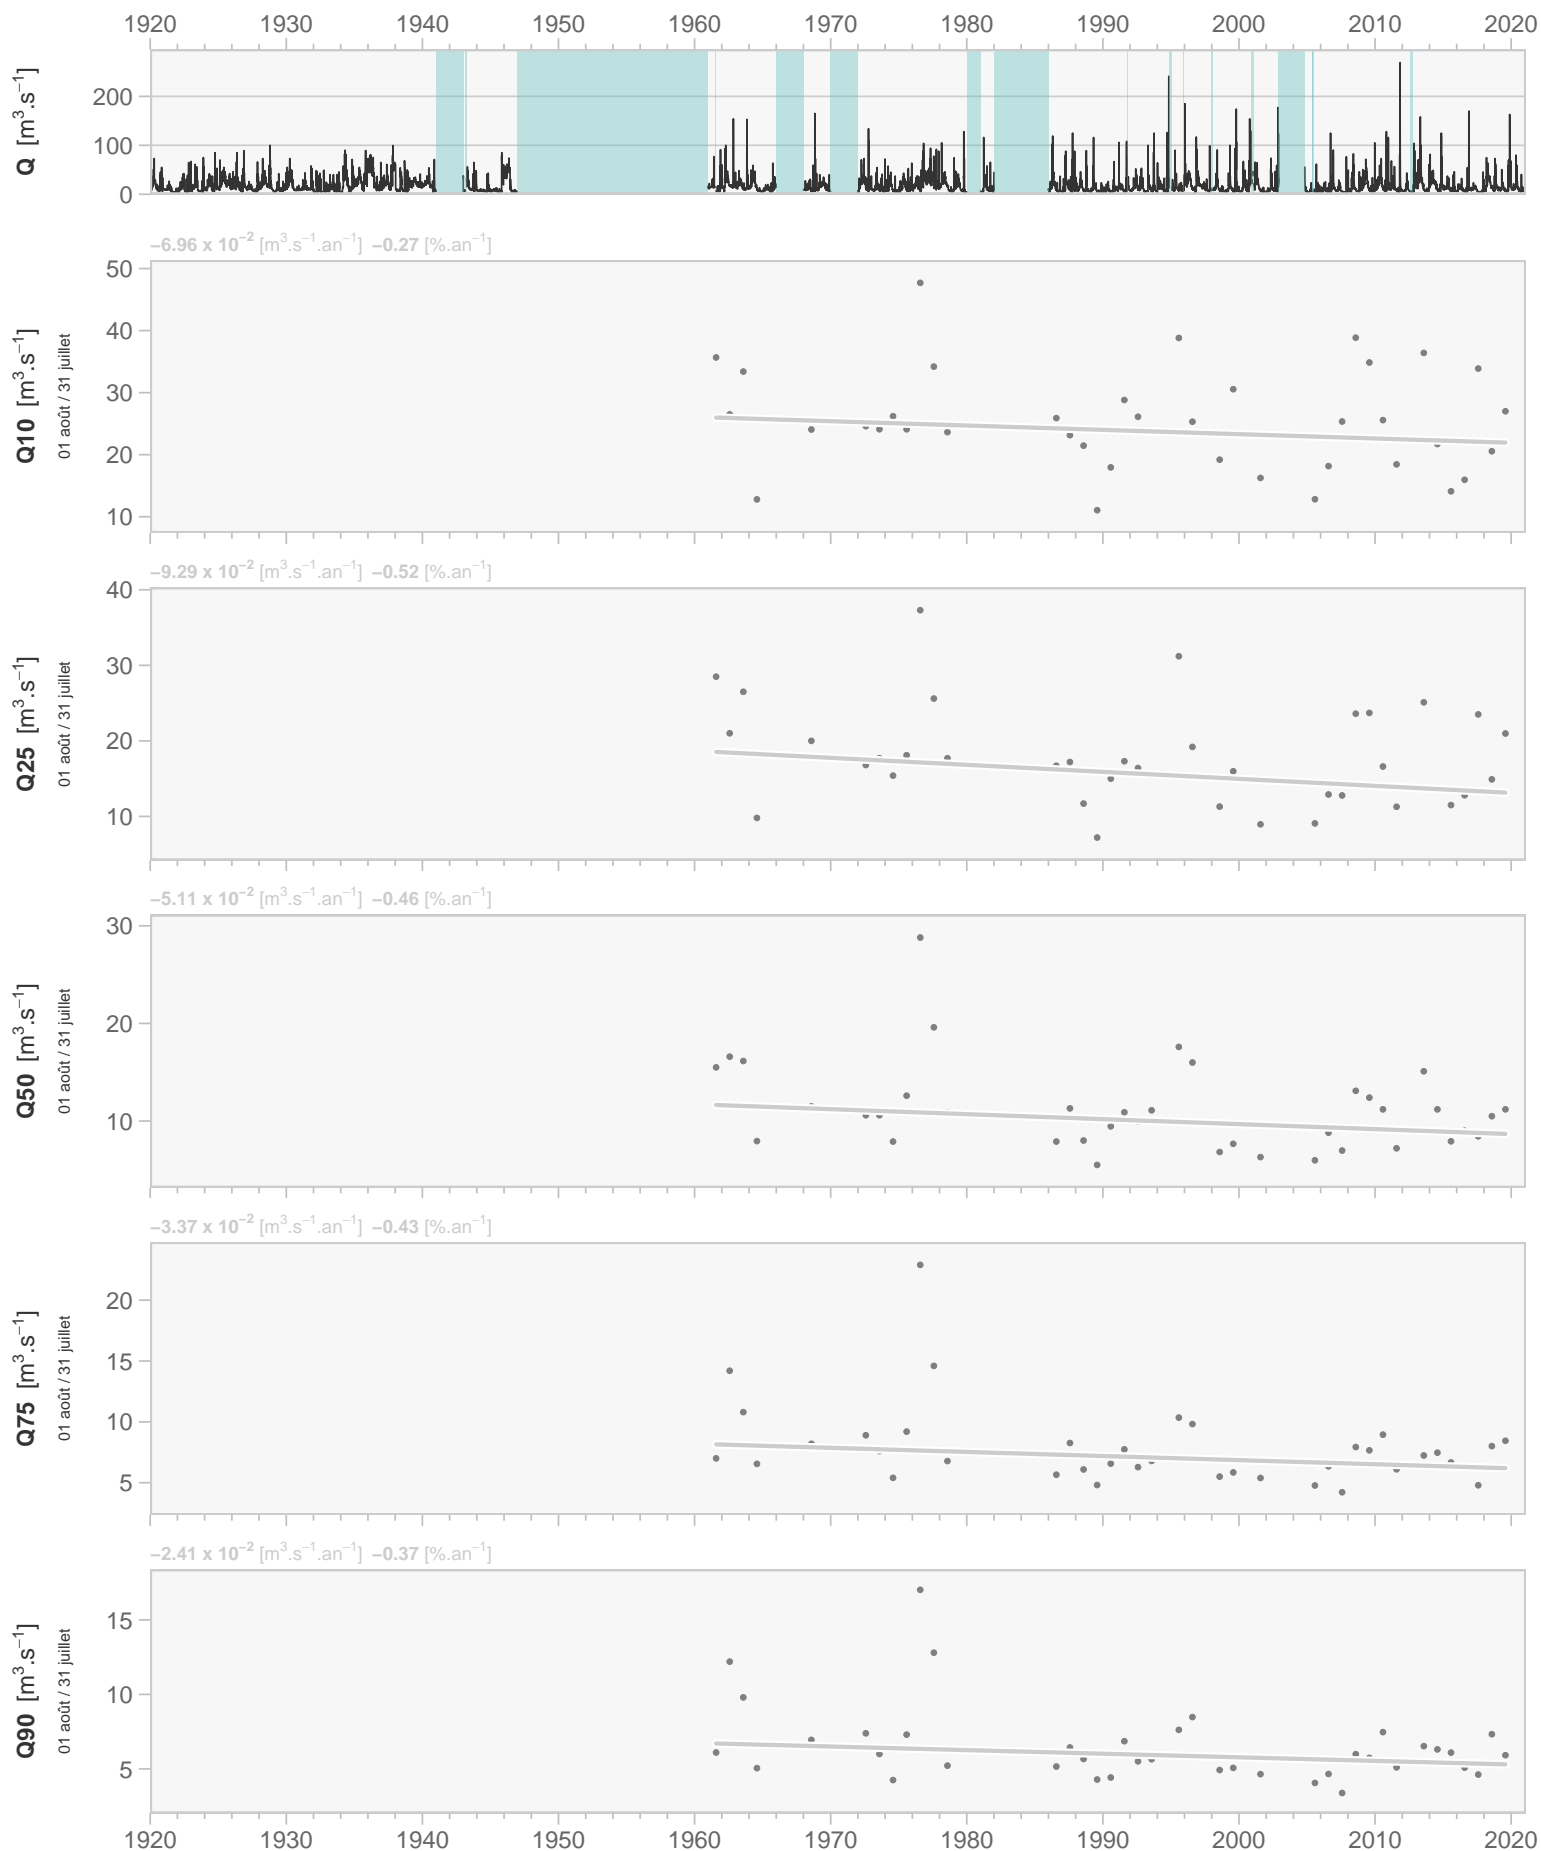 1920 1930 1940 1950 1960 1970 1980 1990 2000 2010 2020
Q [m³.s⁻¹]
200
100
0
−6.96 x 10⁻² [m³.s⁻¹.an⁻¹] −0.27 [%.an⁻¹]
Q10 [m³.s⁻¹]
01 août / 31 juillet
50
40
30
20
10
−9.29 x 10⁻² [m³.s⁻¹.an⁻¹] −0.52 [%.an⁻¹]
Q25 [m³.s⁻¹]
01 août / 31 juillet
40
30
20
10
−5.11 x 10⁻² [m³.s⁻¹.an⁻¹] −0.46 [%.an⁻¹]
Q50 [m³.s⁻¹]
01 août / 31 juillet
30
20
10
−3.37 x 10⁻² [m³.s⁻¹.an⁻¹] −0.43 [%.an⁻¹]
Q75 [m³.s⁻¹]
01 août / 31 juillet
20
15
10
5
−2.41 x 10⁻² [m³.s⁻¹.an⁻¹] −0.37 [%.an⁻¹]
Q90 [m³.s⁻¹]
01 août / 31 juillet
15
10
5
1920 1930 1940 1950 1960 1970 1980 1990 2000 2010 2020